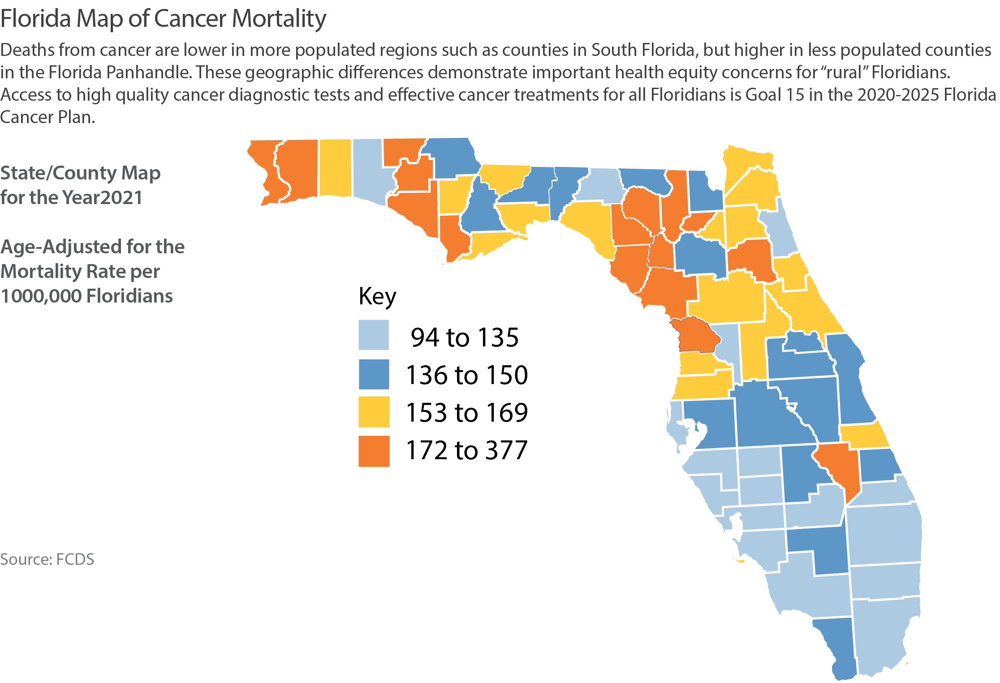 Florida Map of Cancer Mortality
Deaths from cancer are lower in more populated regions such as counties in South Florida, but higher in less populated counties
in the Florida Panhandle. These geographic differences demonstrate important health equity concerns for “rural” Floridians.
Access to high quality cancer diagnostic tests and effective cancer treatments for all Floridians is Goal 15 in the 2020-2025 Florida
Cancer Plan.
State/County Map
for the Year2021
Age-Adjusted for the
Mortality Rate per
1000,000 Floridians
Key
94 to 135
136 to 150
153 to 169
172 to 377
Source: FCDS